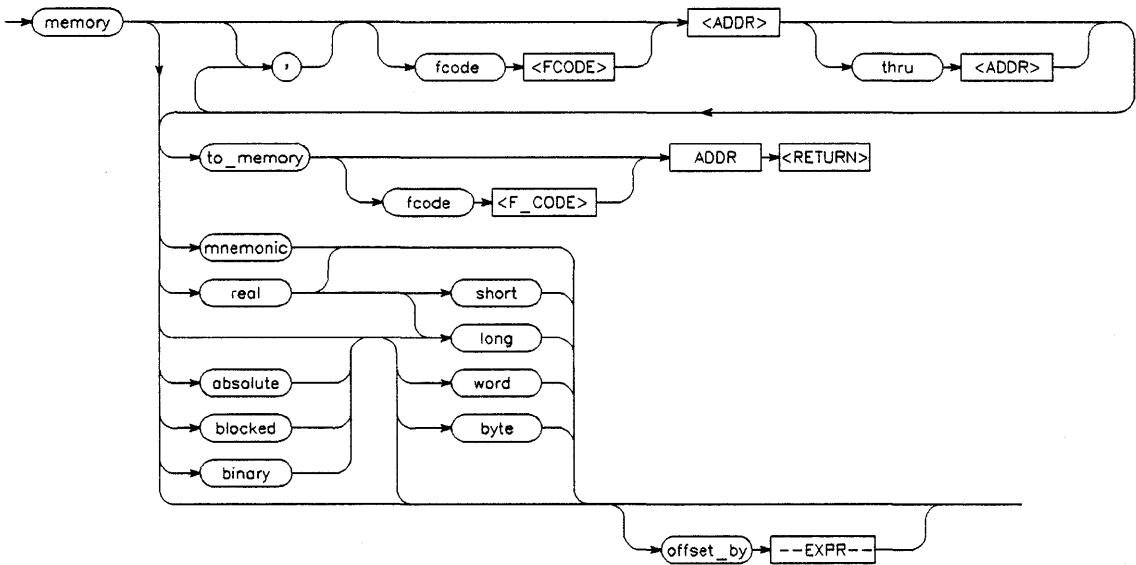 memory <ADDR>
, fcode <FCODE> thru <ADDR>
to_memory ADDR <RETURN>
fcode <F_CODE>
mnemonic
real short
long
absolute word
blocked byte
binary
offset_by --EXPR--